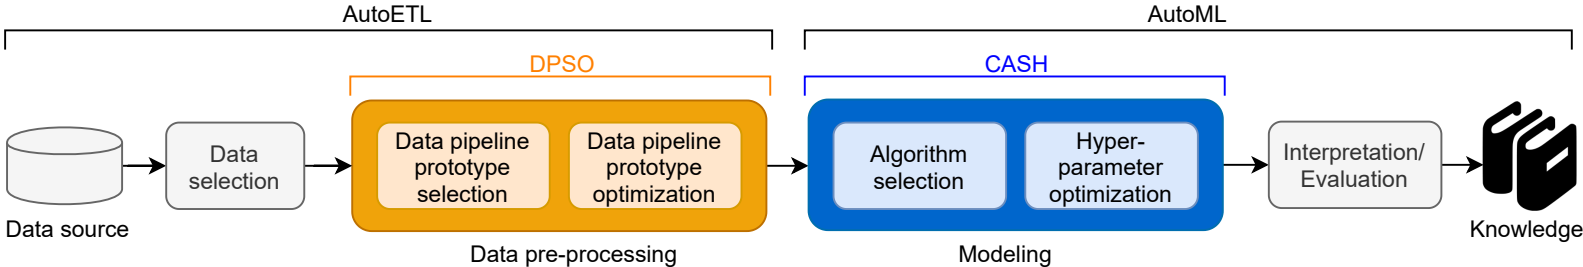 AutoETL
AutoML
DPSO
CASH
Data
selection
Data pipeline
prototype
selection
Data pipeline
prototype
optimization
Algorithm
selection
Hyper-
parameter
optimization
Interpretation/
Evaluation
Data source
Data pre-processing
Modeling
Knowledge